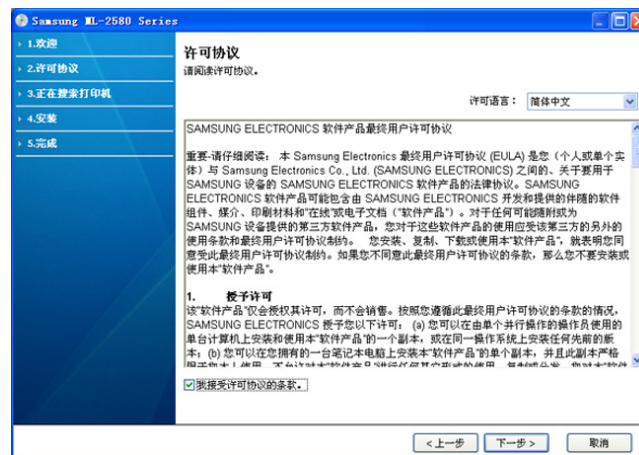 Samsung ML-2580 Series
1.欢迎
2.许可协议
3.正在搜索打印机
4.安装
5.完成
许可协议
请阅读许可协议。
许可语言：
简体中文
SAMSUNG ELECTRONICS 软件产品最终用户许可协议
重要-请仔细阅读： 本 Samsung Electronics 最终用户许可协议 (EULA) 是您（个人或单个实
体）与 Samsung Electronics Co., Ltd. (SAMSUNG ELECTRONICS) 之间的、关于要用于
SAMSUNG 设备的 SAMSUNG ELECTRONICS 软件产品的法律协议。SAMSUNG
ELECTRONICS 软件产品可能包含由 SAMSUNG ELECTRONICS 开发和提供的伴随的软件
组件、媒介、印刷材料和"在线"或电子文档（"软件产品"）。对于任何可能随附或为
SAMSUNG 设备提供的第三方软件产品，您对于这些软件产品的使用应受该第三方的另外的
使用条款和最终用户许可协议制约。 您安装、复制、下载或使用本"软件产品"，就表明您同
意受此最终用户许可协议制约。如果您不同意此最终用户许可协议的条款，那么您不要安装或
使用本"软件产品"。
1. 授予许可
该"软件产品"仅会授权其许可，而不会销售。按照您遵循此最终用户许可协议的条款的情况，
SAMSUNG ELECTRONICS 授予您以下许可： (a) 您可以在由单个并行操作的操作员使用的
单台计算机上安装和使用本"软件产品"的一个副本，或在同一操作系统上安装任何先前的版
本；(b) 您可以在您拥有的一台笔记本电脑上安装本"软件产品"的单个副本，并且此副本严格
我接受许可协议的条款。
<上一步
下一步>
取消